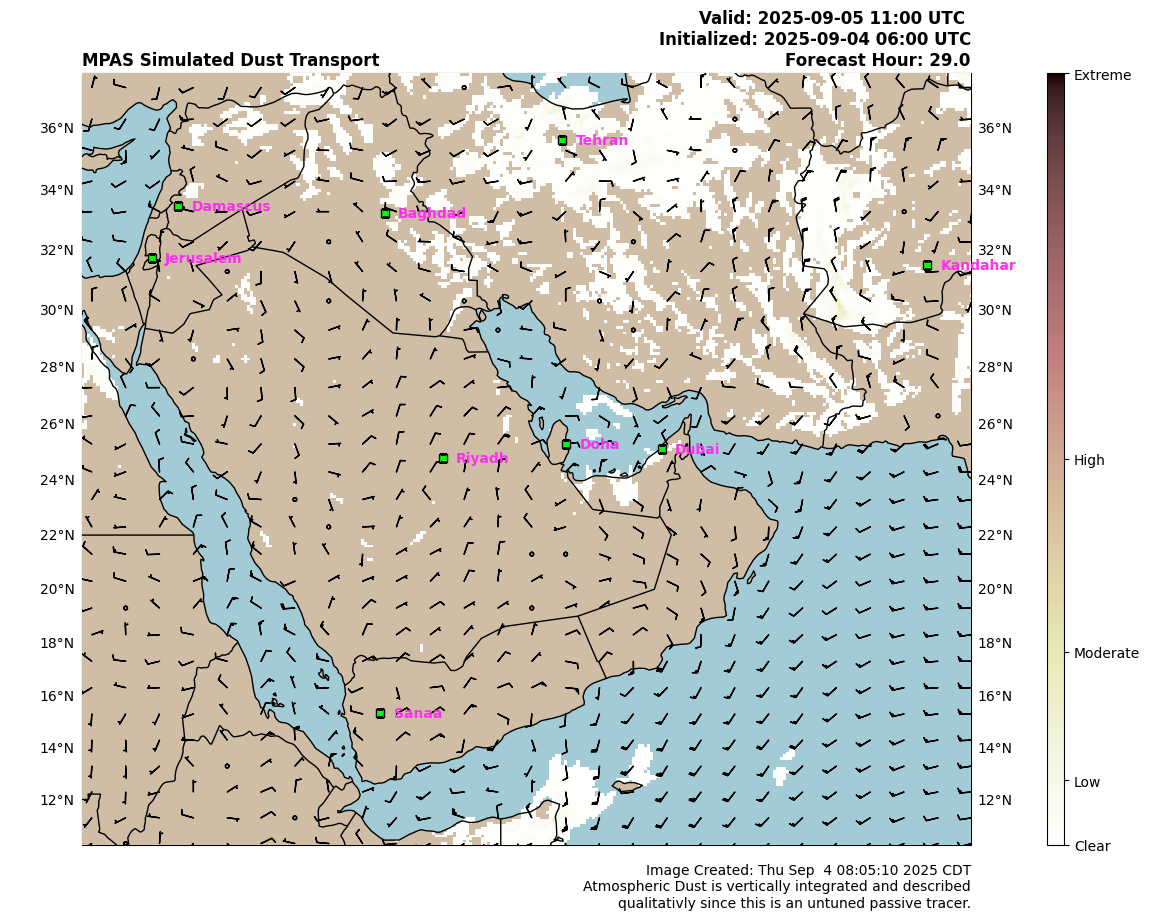 Valid: 2025-09-05 11:00 UTC
Initialized: 2025-09-04 06:00 UTC
MPAS Simulated Dust Transport
Forecast Hour: 29.0
Extreme
36°N
36°N
Tehran
34°N
34°N
Damascus
Baghdad
32°N
32°N
Jerusalem
Kandahar
30°N
30°N
28°N
28°N
26°N
26°N
Doha
Dubai
Riyadh
High
24°N
24°N
22°N
22°N
20°N
20°N
18°N
18°N
Moderate
16°N
16°N
Sanaa
14°N
14°N
Low
12°N
12°N
Clear
Image Created: Thu Sep  4 08:05:10 2025 CDT
Atmospheric Dust is vertically integrated and described
qualitativly since this is an untuned passive tracer.